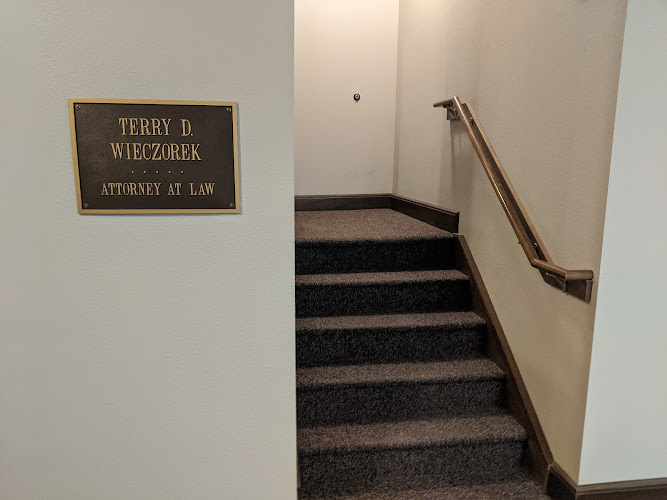 TERRY D.
WIECZOREK
.....
ATTORNEY AT LAW